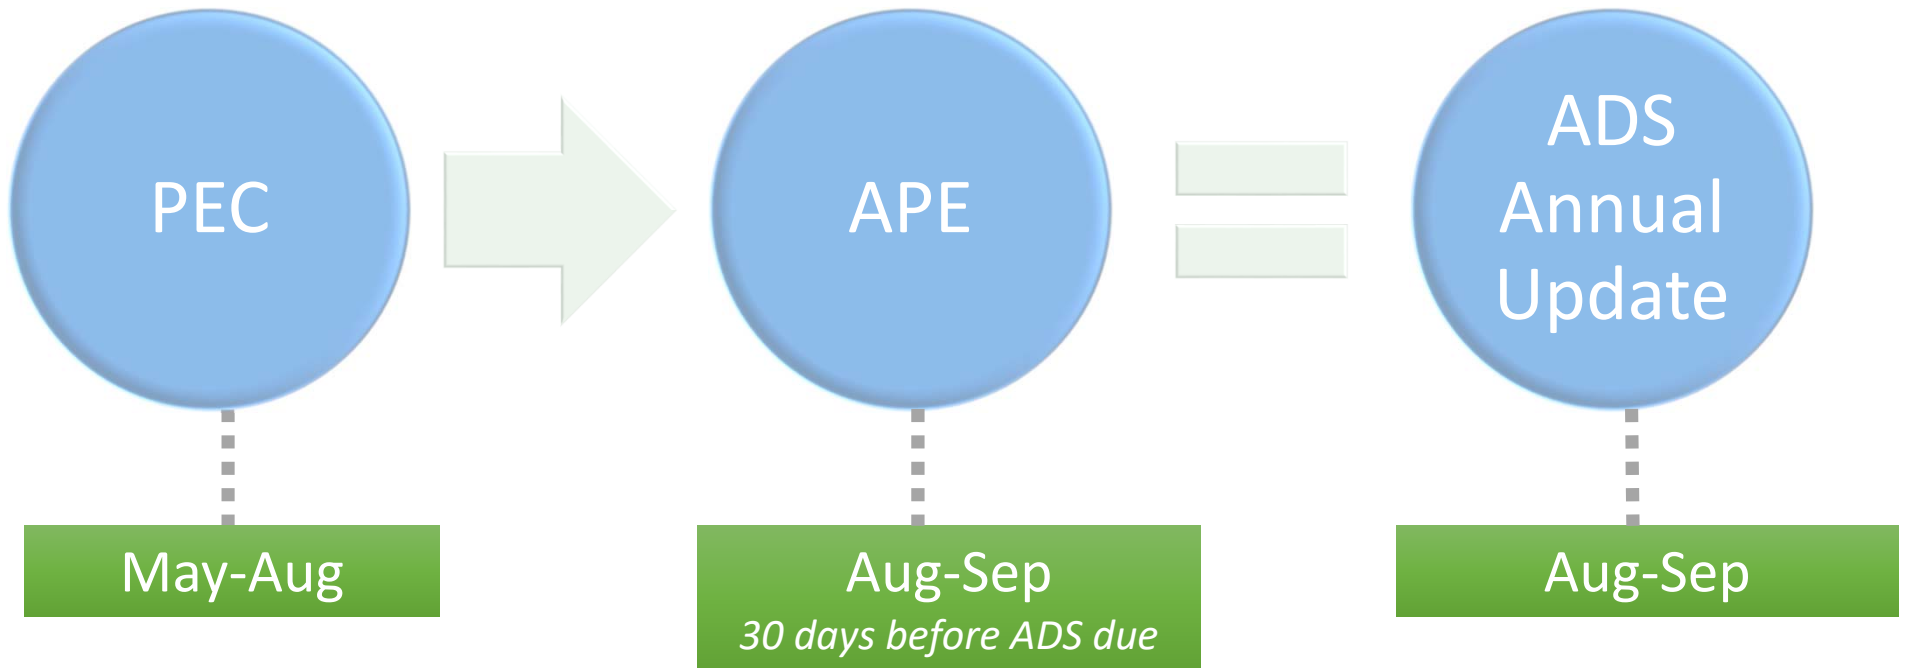 PEC
APE
ADS
Annual
Update
May-Aug
Aug-Sep
30 days before ADS due
Aug-Sep